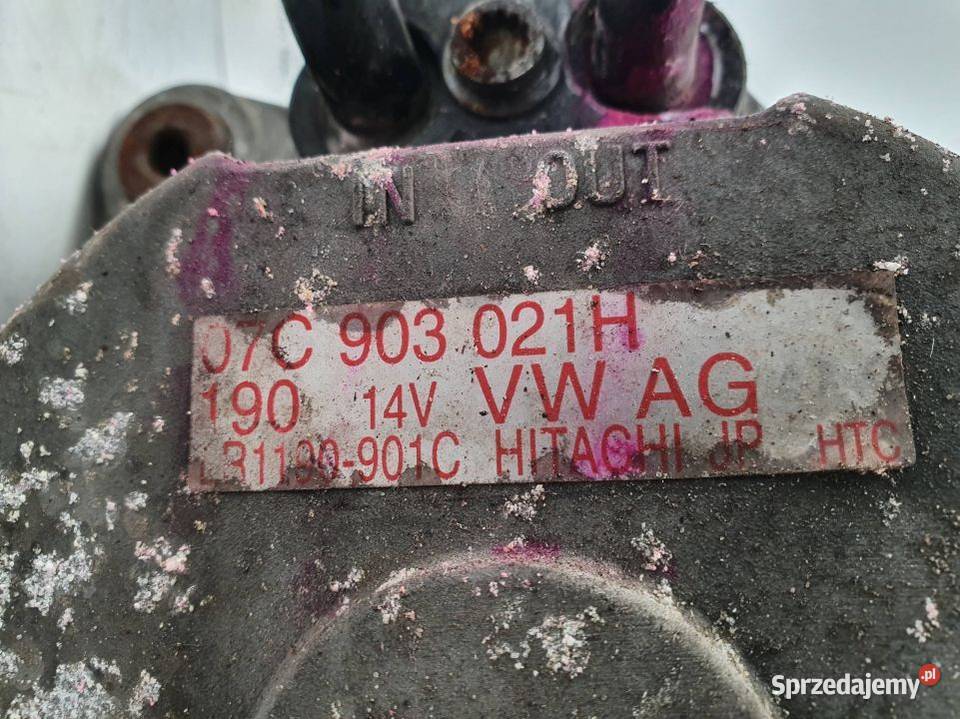 IN OUT
07C 903 021H
190 14V VW AG
LR1190-901C HITACHI JP HTC
Sprzedajemy.pl